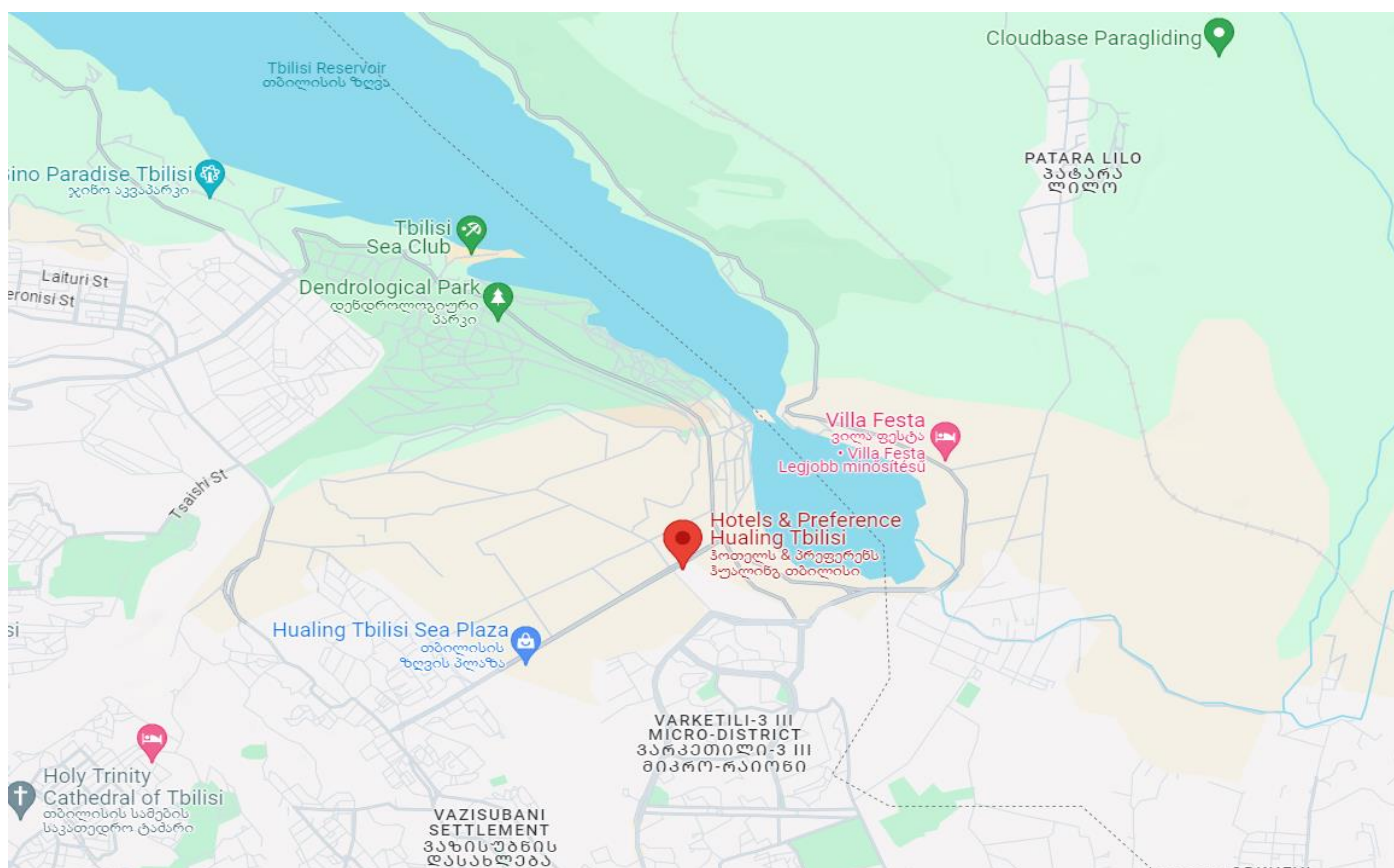 Cloudbase Paragliding
Tbilisi Reservoir
თბილისის ზღვა
PATARA LILO
პატარა
ლილო
ino Paradise Tbilisi
ჯინო აკვაპარკი
Tbilisi
Sea Club
Laituri St
eronisi St
Dendrological Park
დენდროლოგიური
პარკი
Villa Festa
ვილა ფესტა
• Villa Festa
Legjobb minősítésű
Tsaishi St
Hotels & Preference
Hualing Tbilisi
ჰოთელს & პრეფერენს
ჰუალინგ თბილისი
Hualing Tbilisi Sea Plaza
თბილისის
ზღვის პლაზა
si
VARKETILI-3 III
MICRO-DISTRICT
ვარკეთილი-3 III
მიკრო-რაიონი
Holy Trinity
Cathedral of Tbilisi
თბილისის სამების
საკათედრო ტაძარი
VAZISUBANI
SETTLEMENT
ვაზისუბნის
დასახლება